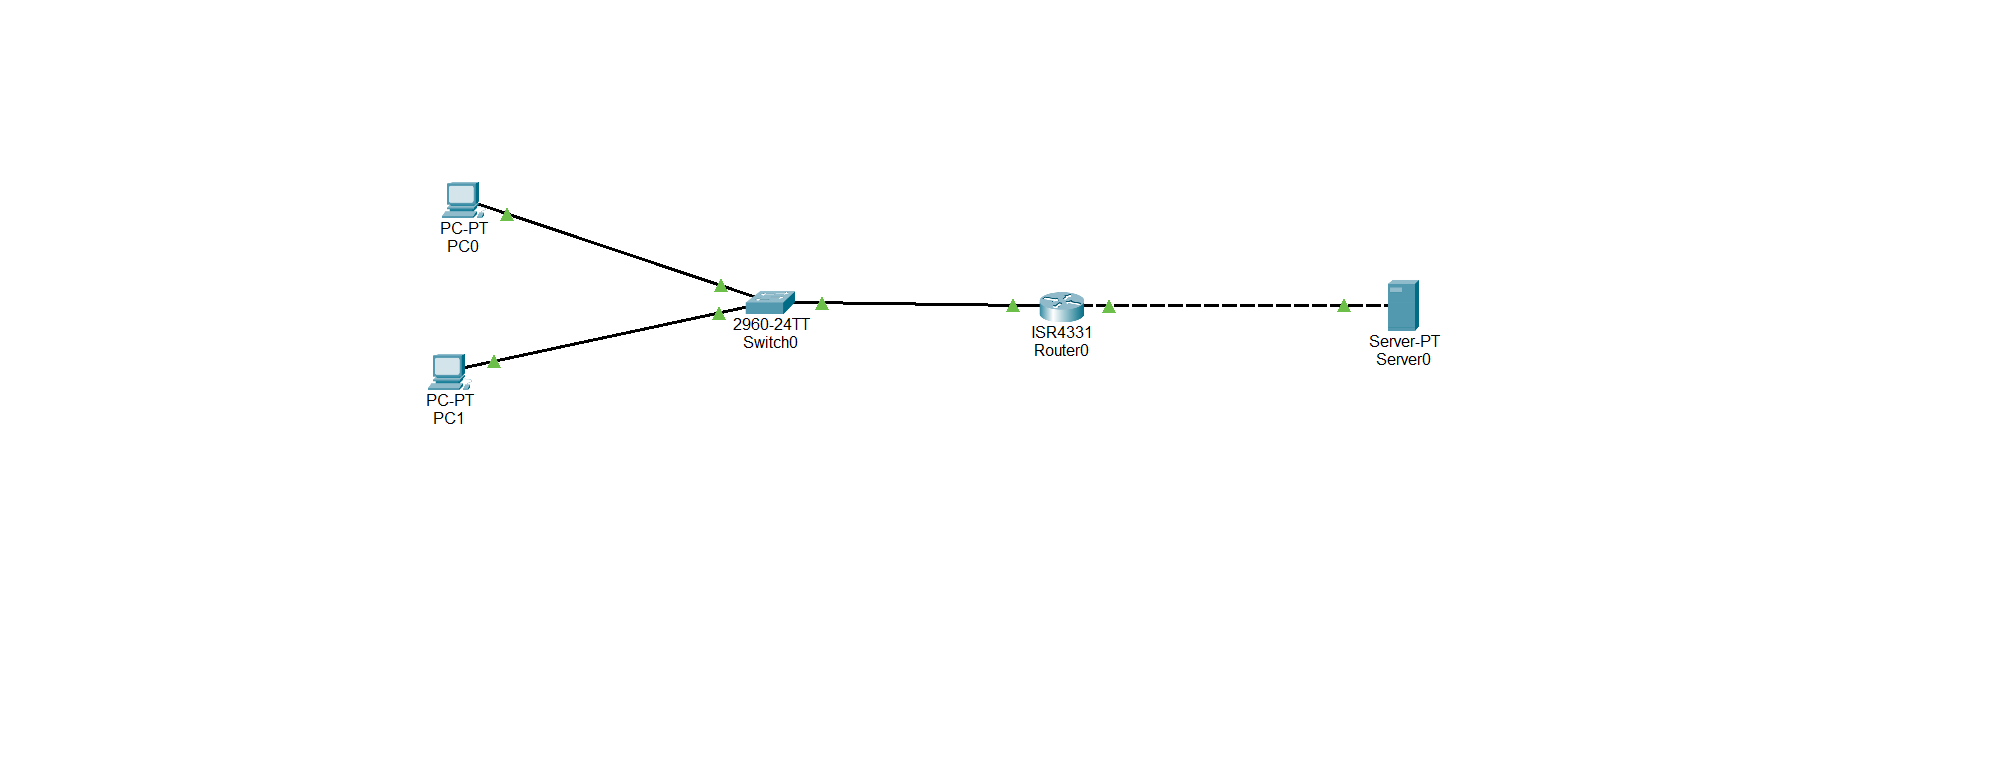 PC-PT
PC0
2960-24TT
Switch0
ISR4331
Router0
Server-PT
Server0
PC-PT
PC1